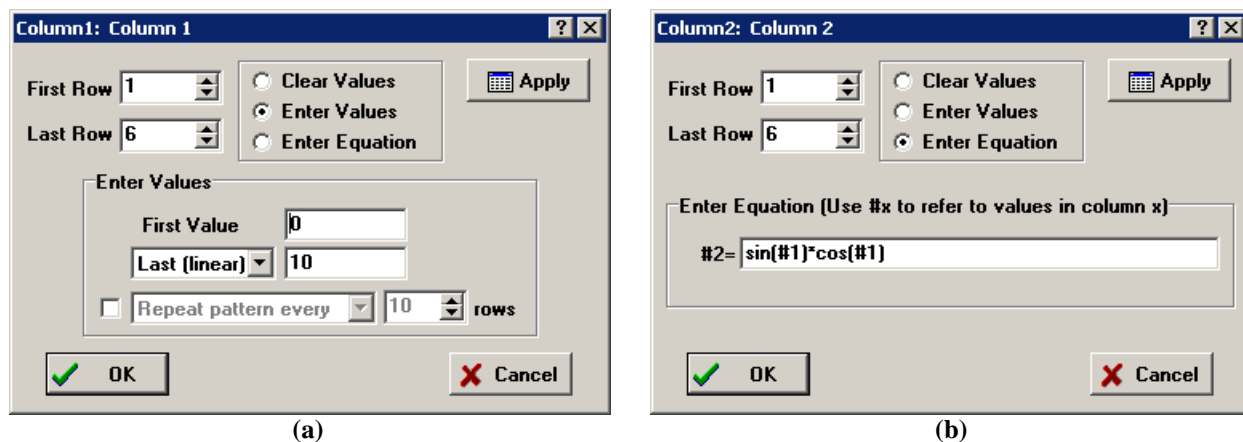 Column1: Column 1
First Row 1
Last Row 6
Clear Values
Enter Values
Enter Equation
Apply
Enter Values
First Value 0
Last (linear) 10
Repeat pattern every 10 rows
OK
Cancel
(a)
Column2: Column 2
First Row 1
Last Row 6
Clear Values
Enter Values
Enter Equation
Apply
Enter Equation (Use #x to refer to values in column x)
#2= sin(#1)*cos(#1)
OK
Cancel
(b)